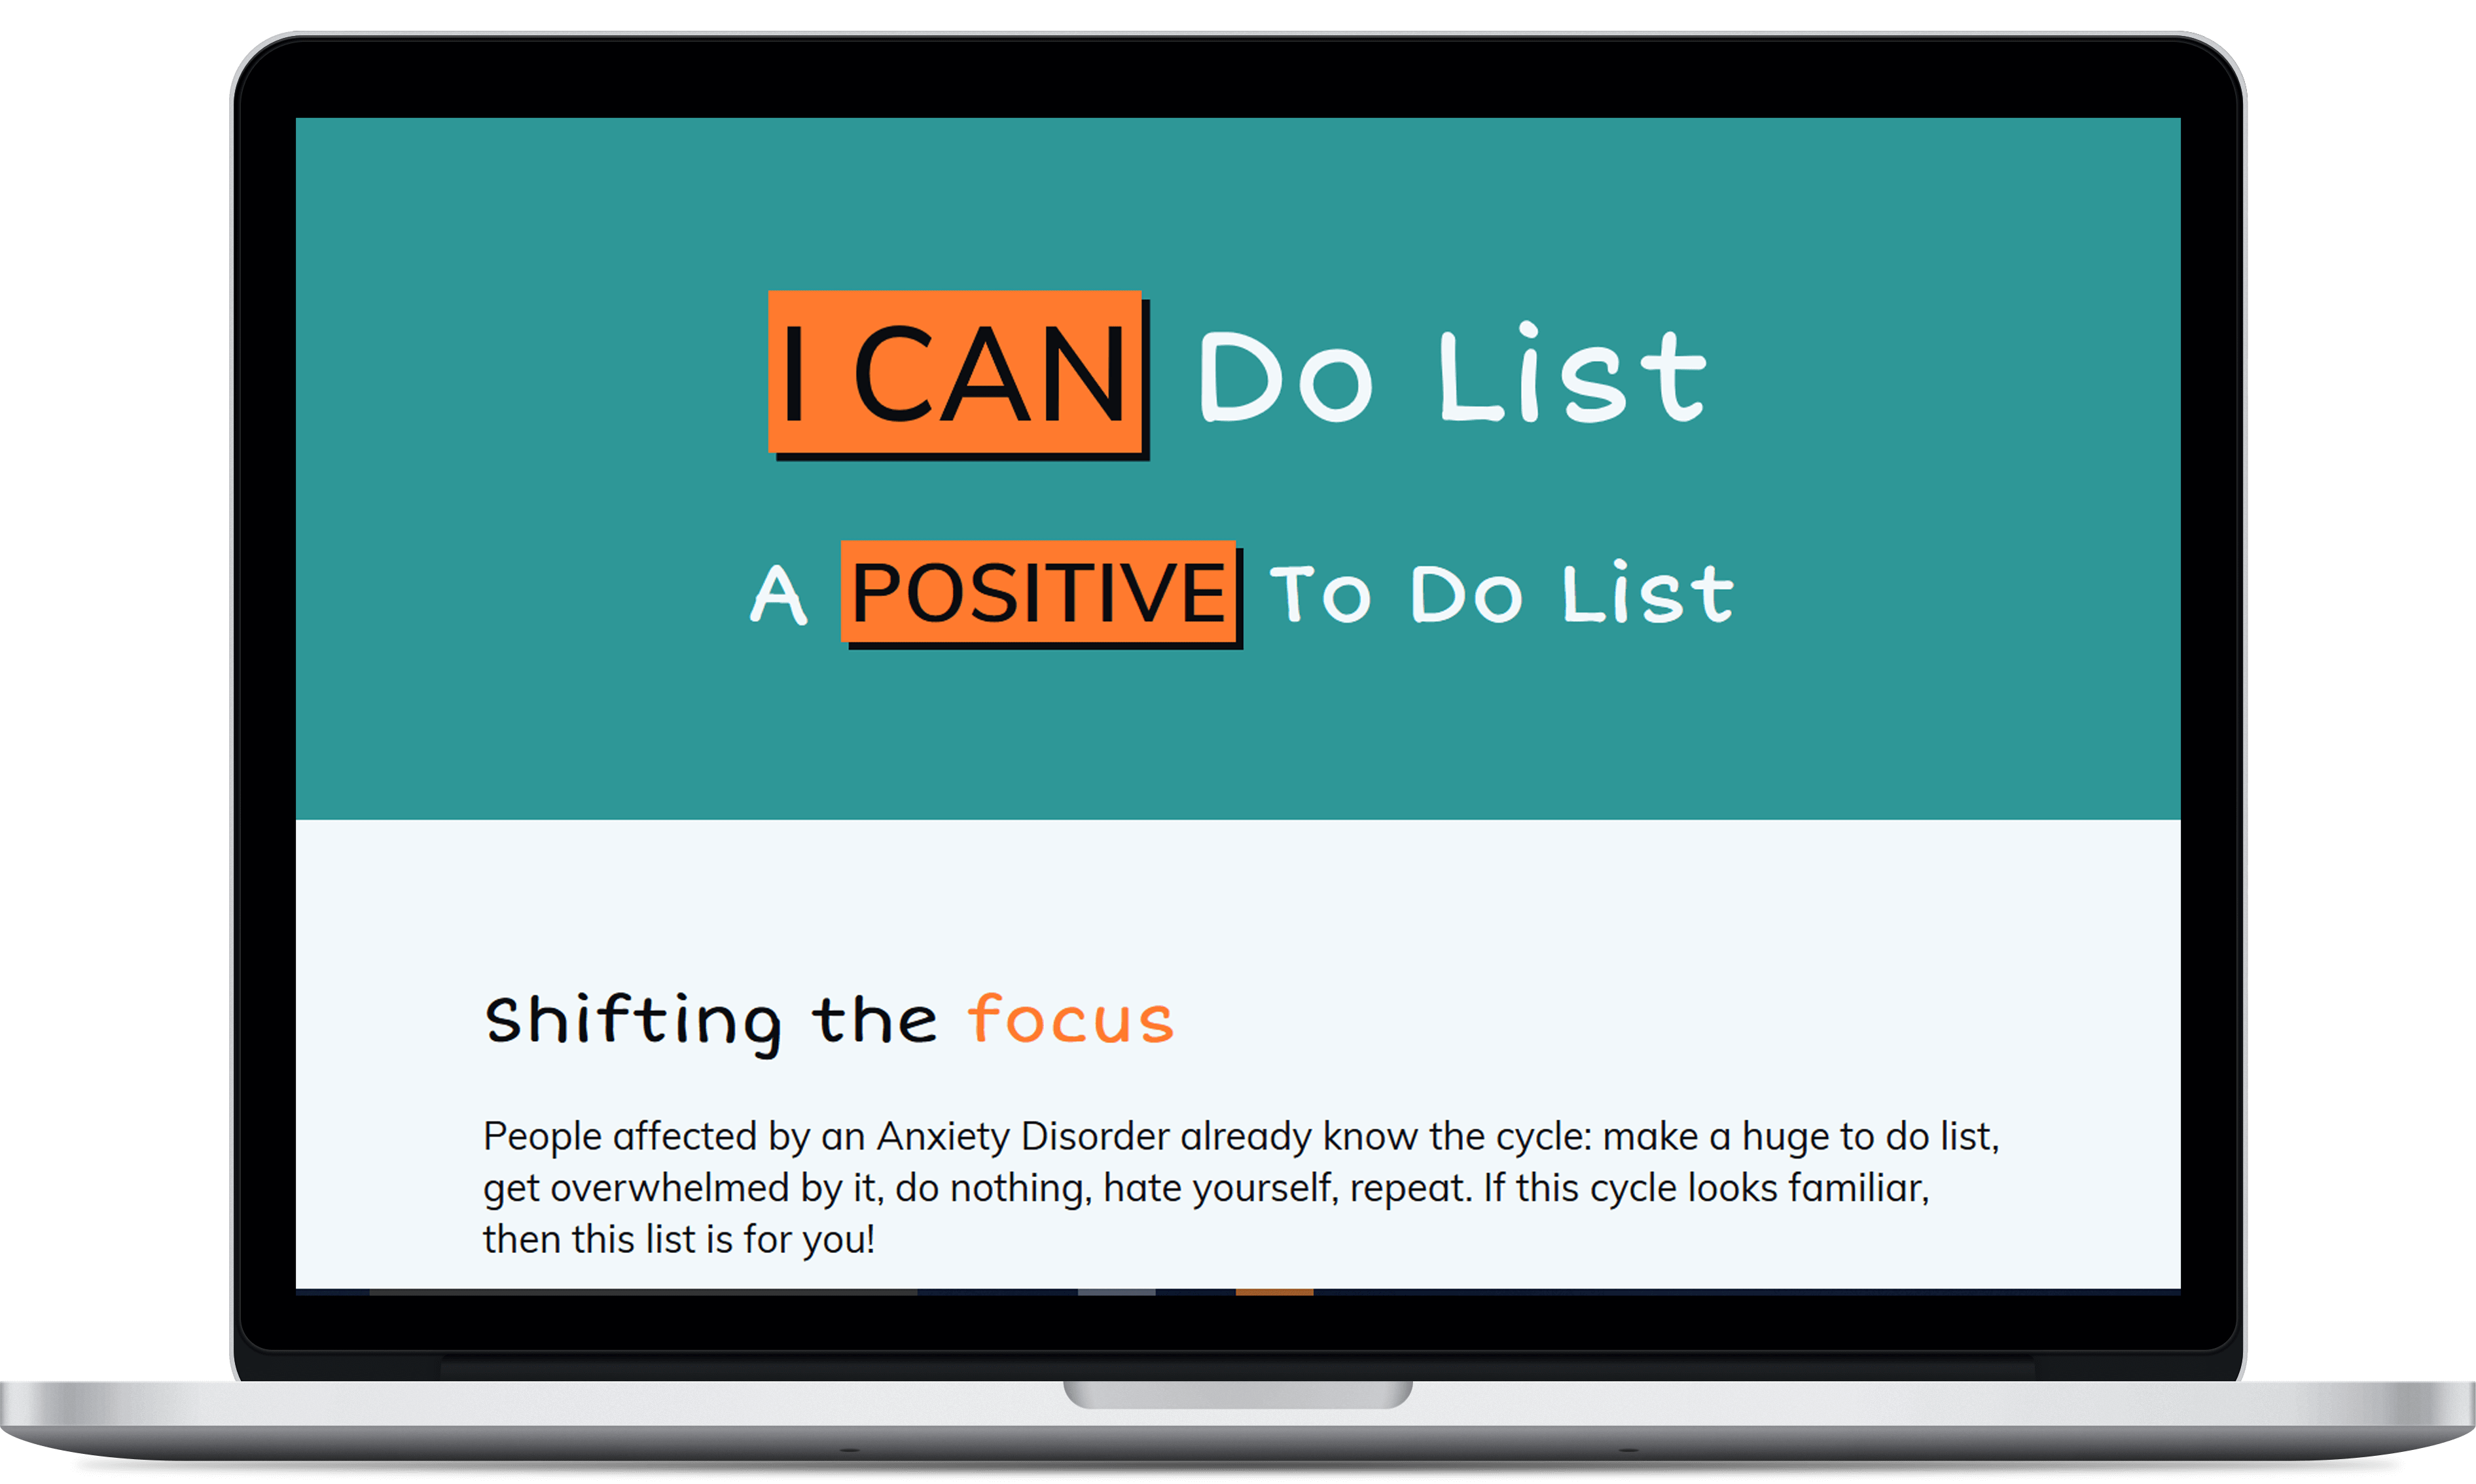 I CAN Do List
A POSITIVE To Do List
Shifting the focus
People affected by an Anxiety Disorder already know the cycle: make a huge to do list,
get overwhelmed by it, do nothing, hate yourself, repeat. If this cycle looks familiar,
then this list is for you!